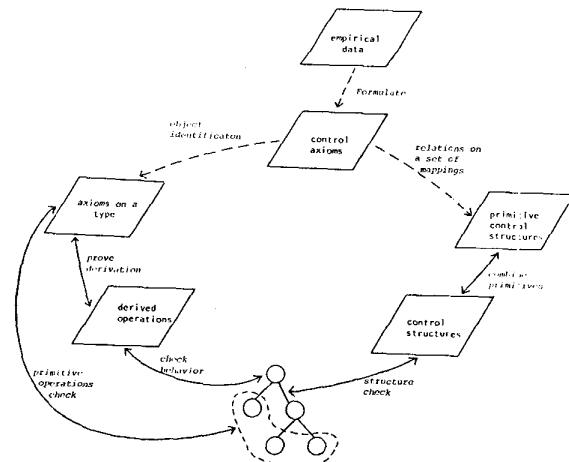 empirical
data
Formulate
object
identificaton
control
axioms
relations on
a set of
mappings
axioms on a
type
primitive
control
structures
prove
derivation
combine
primitives
derived
operations
control
structures
check
behavior
primitive
operations
check
structure
check